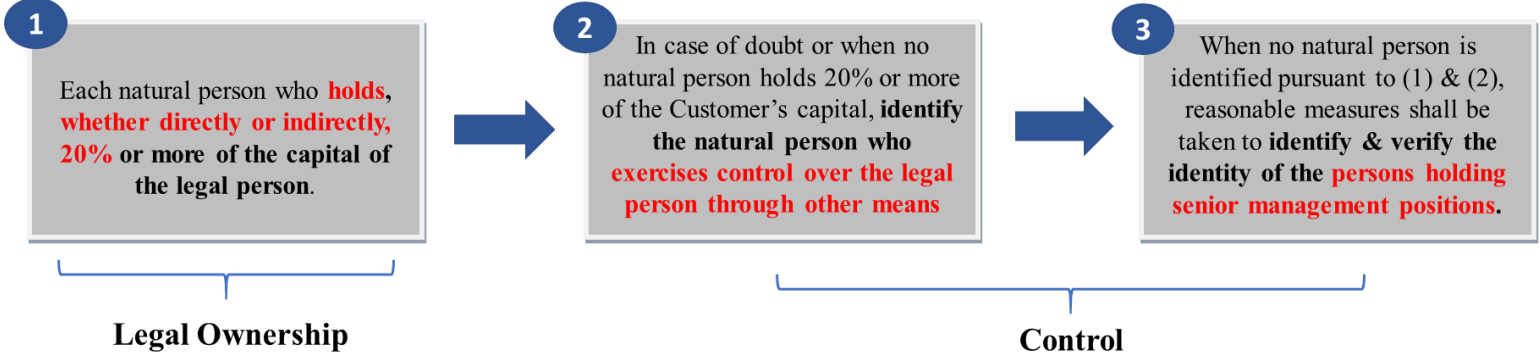 1
Each natural person who holds,
whether directly or indirectly,
20% or more of the capital of
the legal person.
2
In case of doubt or when no
natural person holds 20% or more
of the Customer's capital, identify
the natural person who
exercises control over the legal
person through other means
3
When no natural person is
identified pursuant to (1) & (2),
reasonable measures shall be
taken to identify & verify the
identity of the persons holding
senior management positions.
Legal Ownership
Control